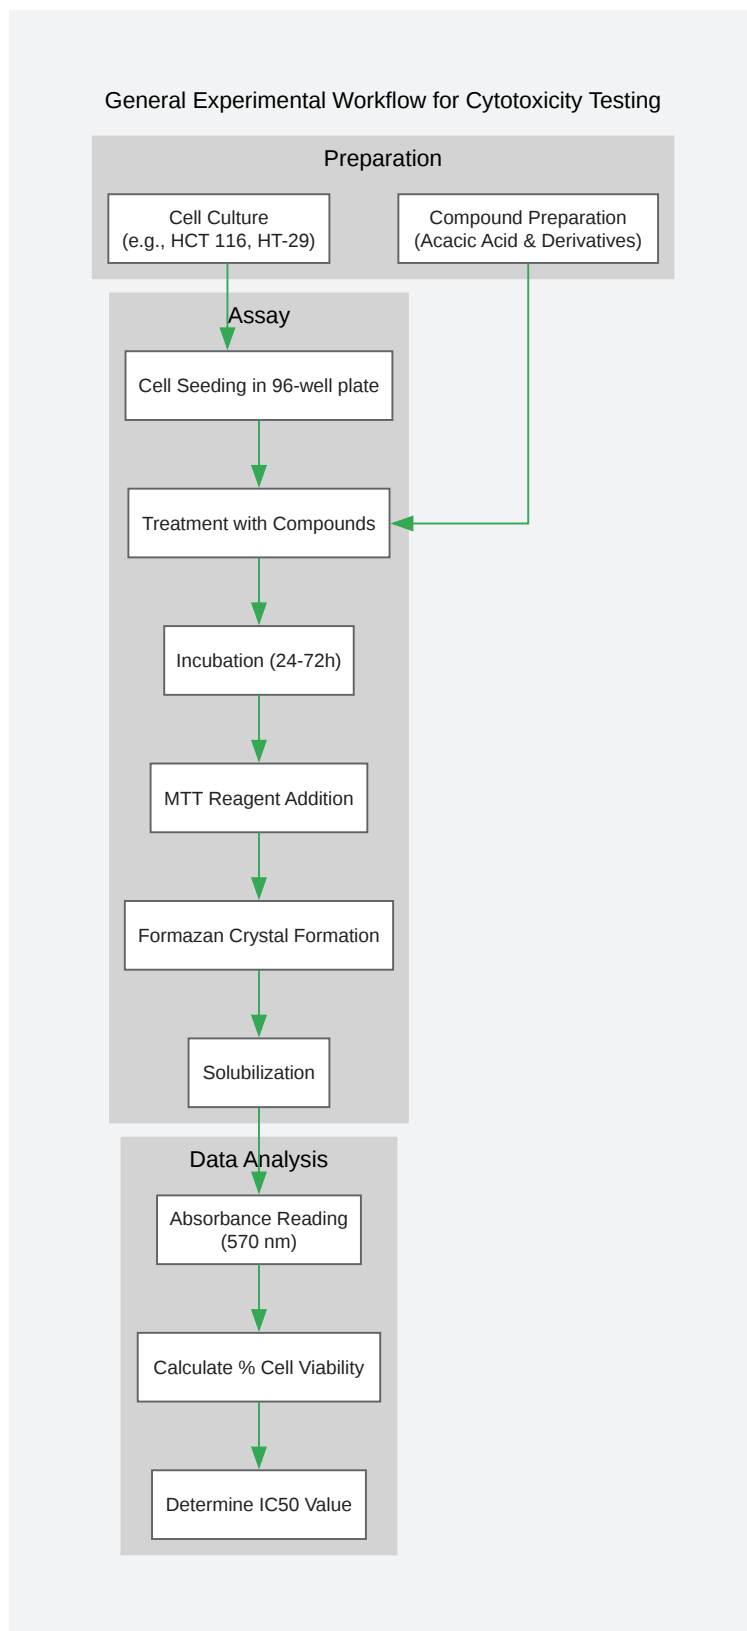 General Experimental Workflow for Cytotoxicity Testing
Preparation
Cell Culture
(e.g., HCT 116, HT-29)
Compound Preparation
(Acacic Acid & Derivatives)
Assay
Cell Seeding in 96-well plate
Treatment with Compounds
Incubation (24-72h)
MTT Reagent Addition
Formazan Crystal Formation
Solubilization
Data Analysis
Absorbance Reading
(570 nm)
Calculate % Cell Viability
Determine IC50 Value